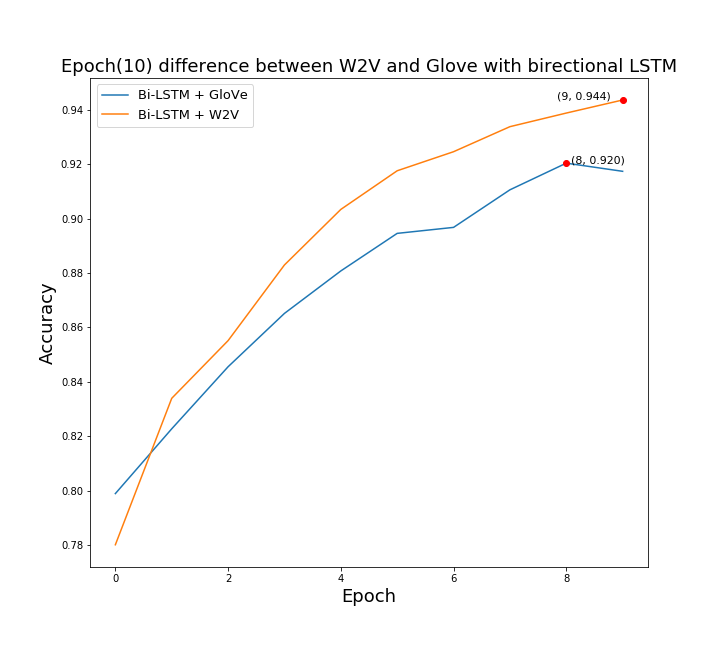 Epoch(10) difference between W2V and Glove with birectional LSTM
Bi-LSTM + GloVe
Bi-LSTM + W2V
(9, 0.944)
(8, 0.920)
0.94
0.92
0.90
0.88
0.86
0.84
0.82
0.80
0.78
Accuracy
0 2 4 6 8
Epoch